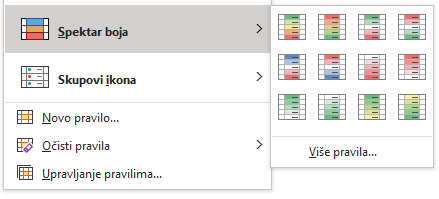 Spektar boja
Skupovi ikona
Novo pravilo...
Očisti pravila
Upravljanje pravilima...
Više pravila...